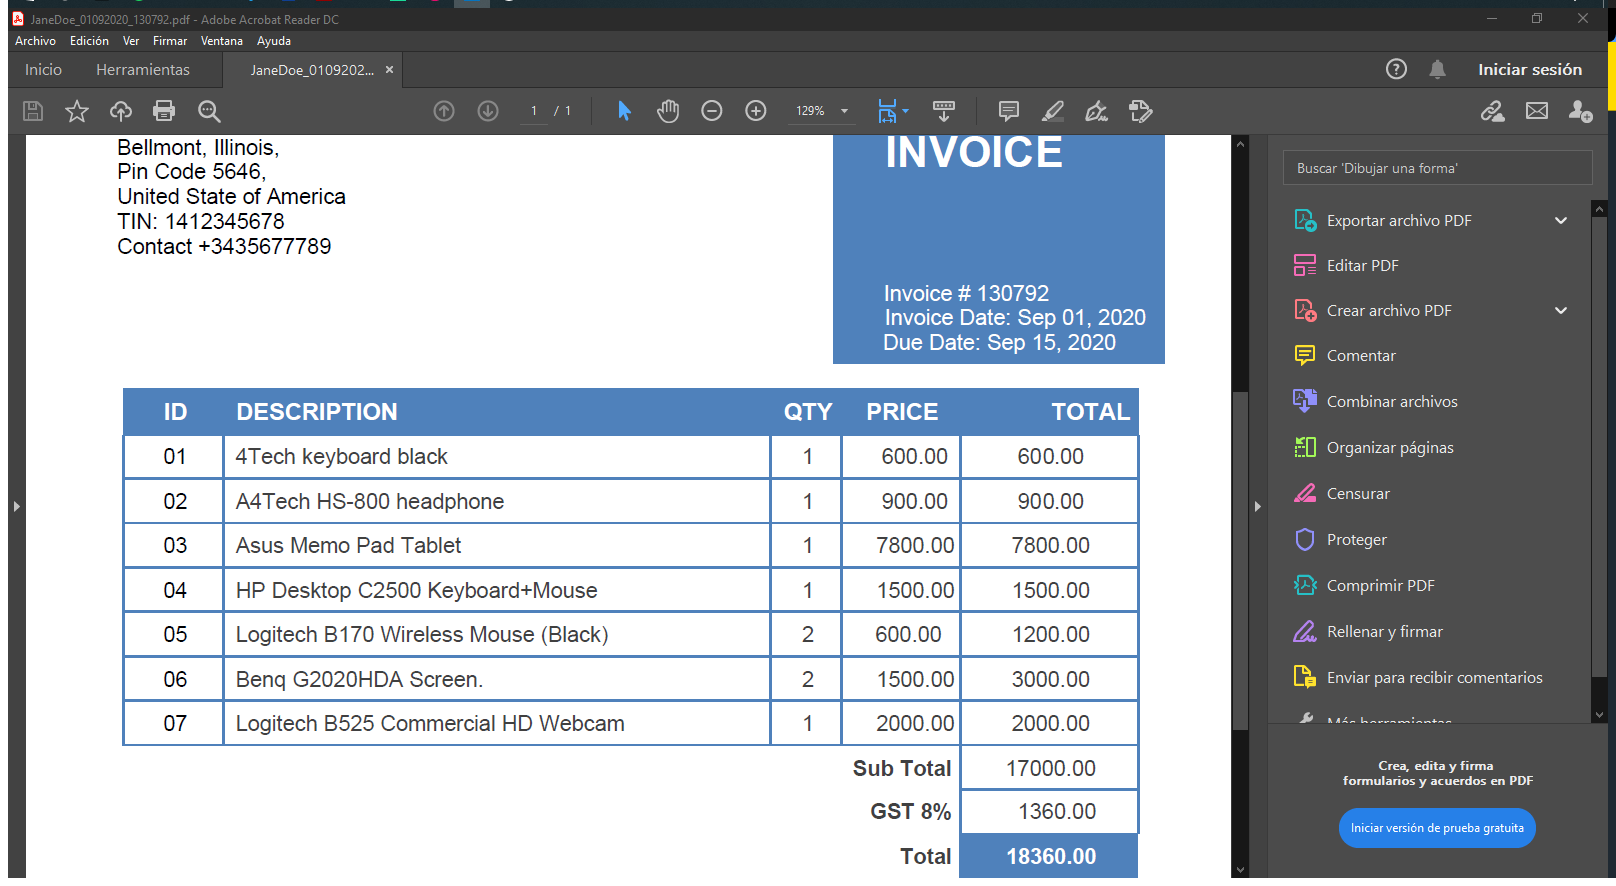 JaneDoe_01092020_130792.pdf - Adobe Acrobat Reader DC
Archivo Edición Ver Firmar Ventana Ayuda
Inicio Herramientas JaneDoe_0109202... × Iniciar sesión
1 / 1 129%
Bellmont, Illinois,
Pin Code 5646,
United State of America
TIN: 1412345678
Contact +3435677789
INVOICE
Invoice # 130792
Invoice Date: Sep 01, 2020
Due Date: Sep 15, 2020
ID DESCRIPTION QTY PRICE TOTAL
01 4Tech keyboard black 1 600.00 600.00
02 A4Tech HS-800 headphone 1 900.00 900.00
03 Asus Memo Pad Tablet 1 7800.00 7800.00
04 HP Desktop C2500 Keyboard+Mouse 1 1500.00 1500.00
05 Logitech B170 Wireless Mouse (Black) 2 600.00 1200.00
06 Benq G2020HDA Screen. 2 1500.00 3000.00
07 Logitech B525 Commercial HD Webcam 1 2000.00 2000.00
Sub Total 17000.00
GST 8% 1360.00
Total 18360.00
Buscar 'Dibujar una forma'
Exportar archivo PDF
Editar PDF
Crear archivo PDF
Comentar
Combinar archivos
Organizar páginas
Censurar
Proteger
Comprimir PDF
Rellenar y firmar
Enviar para recibir comentarios
Más herramientas
Crea, edita y firma
formularios y acuerdos en PDF
Iniciar versión de prueba gratuita